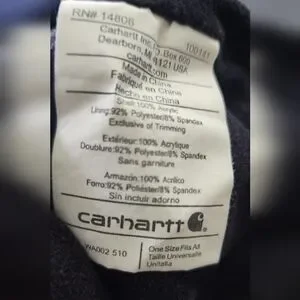 RN# 14806
100141
Carhartt Inc. P.O. Box 600
Dearborn, MI 48121 USA
carhartt.com
Made in China
Fabriqué en Chine
Hecho en China
Shell: 100% Acrylic
Lining: 92% Polyester/8% Spandex
Exclusive of Trimming
Extérieur: 100% Acrylique
Doublure: 92% Polyester/8% Spandex
Sans garniture
Armazón: 100% Acrílico
Forro: 92% Poliéster/8% Spandex
Sin incluir adorno
carhartt
WA002 510
One Size Fits All
Taille Universelle
Unitalla